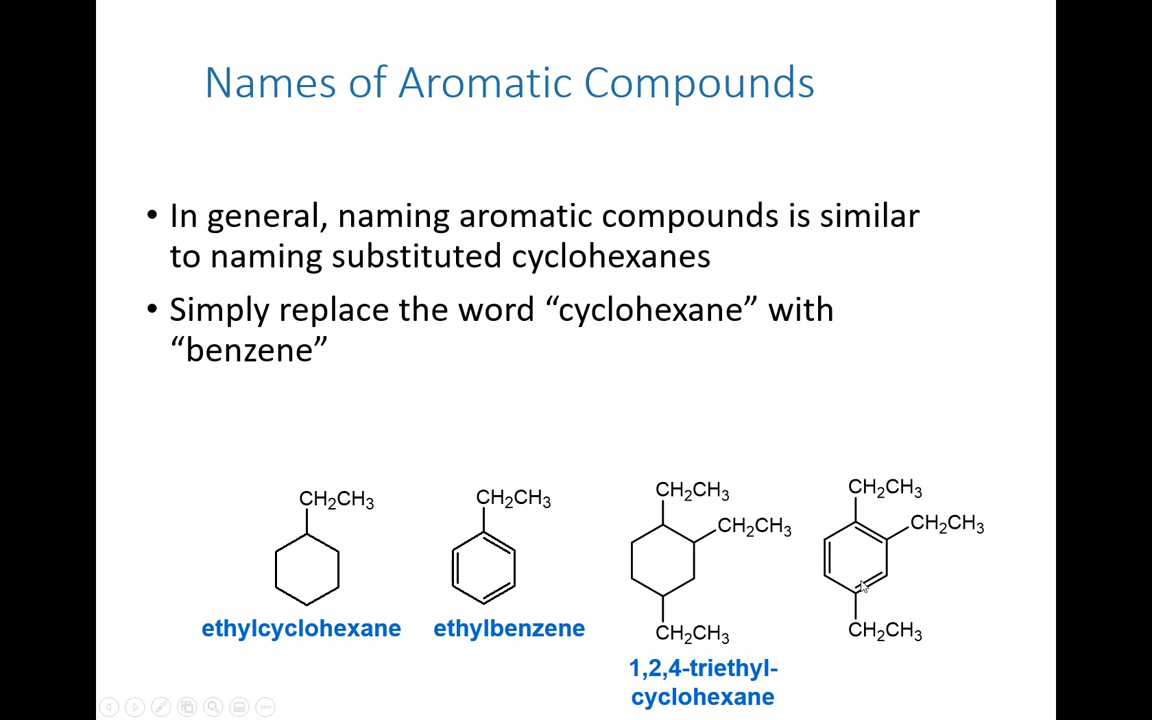 Names of Aromatic Compounds
• In general, naming aromatic compounds is similar
to naming substituted cyclohexanes
• Simply replace the word “cyclohexane” with
“benzene”
CH₂CH₃
ethylcyclohexane
CH₂CH₃
ethylbenzene
CH₂CH₃
CH₂CH₃
CH₂CH₃
1,2,4-triethyl-
cyclohexane
CH₂CH₃
CH₂CH₃
CH₂CH₃